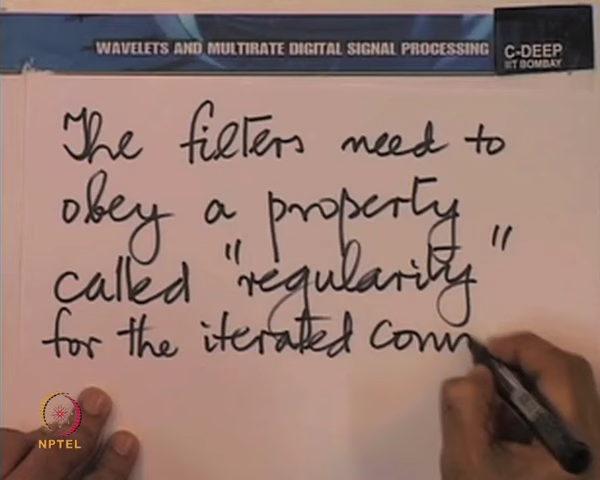 WAVELETS AND MULTIRATE DIGITAL SIGNAL PROCESSING
C-DEEP
IIT BOMBAY
The filters need to
obey a property
called "regularity"
for the iterated conv
NPTEL